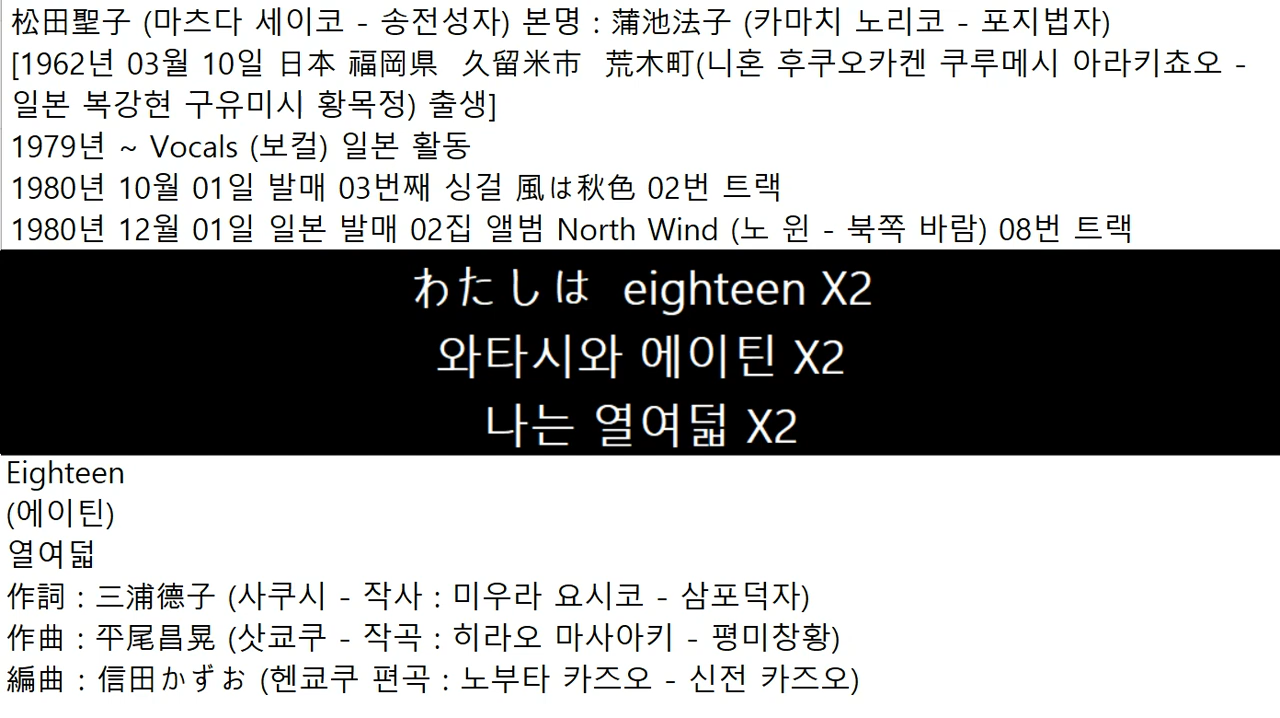 松田聖子 (마츠다 세이코 - 송전성자) 본명 : 蒲池法子 (카마치 노리코 - 포지법자)
[1962년 03월 10일 日本 福岡県 久留米市 荒木町(니혼 후쿠오카켄 쿠루메시 아라키쵸오 -
일본 복강현 구유미시 황목정) 출생]
1979년 ~ Vocals (보컬) 일본 활동
1980년 10월 01일 발매 03번째 싱걸 風は秋色 02번 트랙
1980년 12월 01일 일본 발매 02집 앨범 North Wind (노 윈 - 북쪽 바람) 08번 트랙
わたしは eighteen X2
와타시와 에이틴 X2
나는 열여덟 X2
Eighteen
(에이틴)
열여덟
作詞 : 三浦德子 (사쿠시 - 작사 : 미우라 요시코 - 삼포덕자)
作曲 : 平尾昌晃 (삿쿄쿠 - 작곡 : 히라오 마사아키 - 평미창황)
編曲 : 信田かずお (헨쿄쿠 편곡 : 노부타 카즈오 - 신전 카즈오)